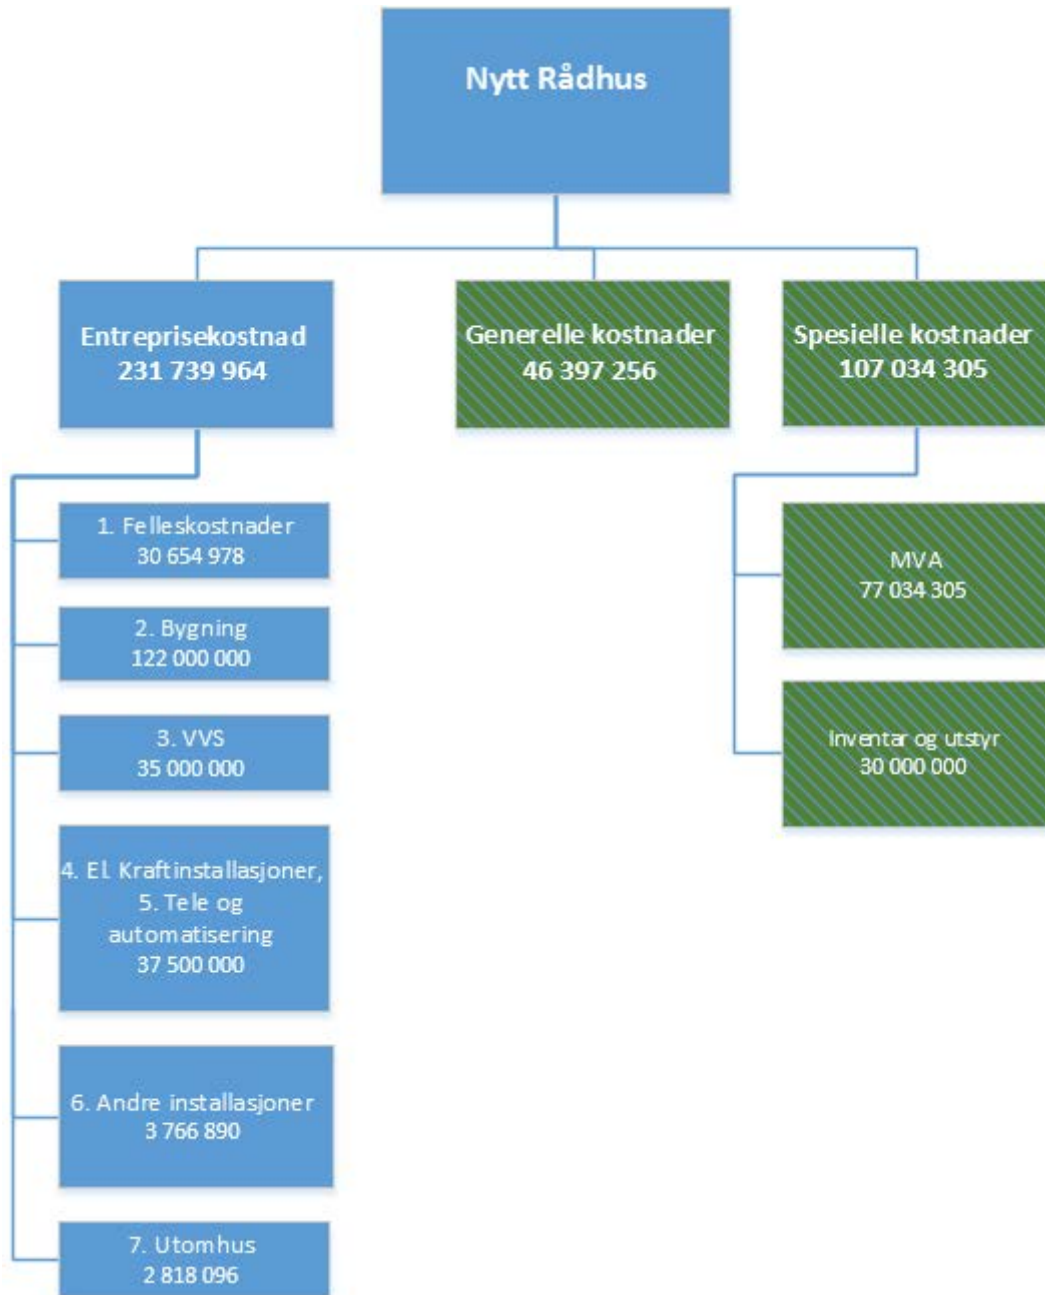 Nytt Rådhus
Entreprisekostnad
231 739 964
Generelle kostnader
46 397 256
Spesielle kostnader
107 034 305
1. Felleskostnader
30 654 978
2. Bygning
122 000 000
3. VVS
35 000 000
4. El. Kraftinstallasjoner,
5. Tele og
automatisering
37 500 000
6. Andre installasjoner
3 766 890
7. Utomhus
2 818 096
MVA
77 034 305
Inventar og utstyr
30 000 000